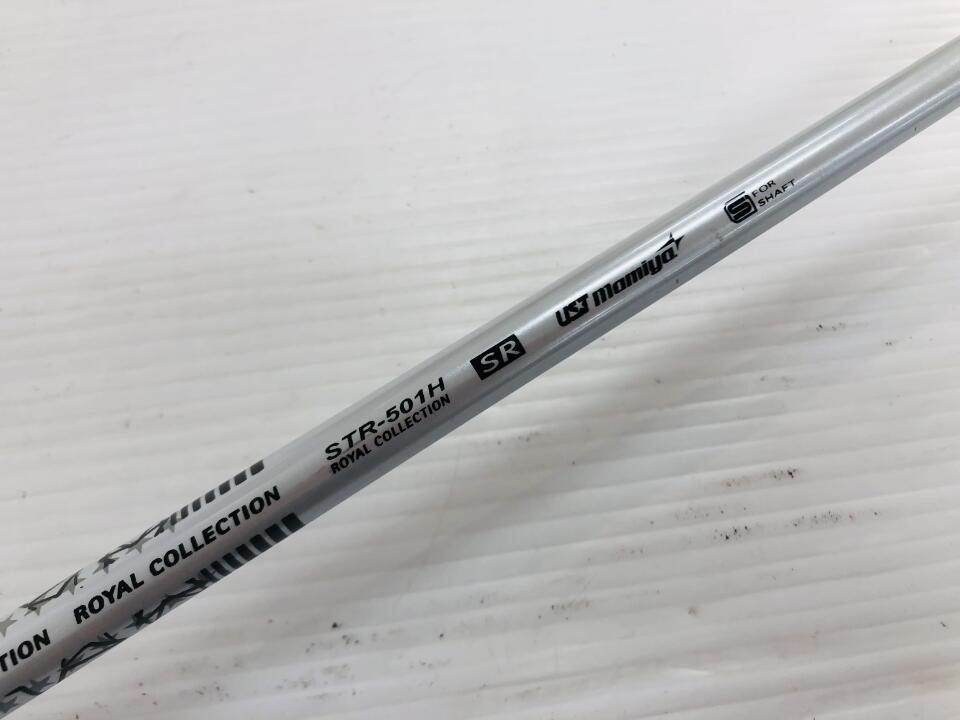 TION
ROYAL COLLECTION
STR-501H
ROYAL COLLECTION
SR
UST mamiya
S FOR
SHAFT